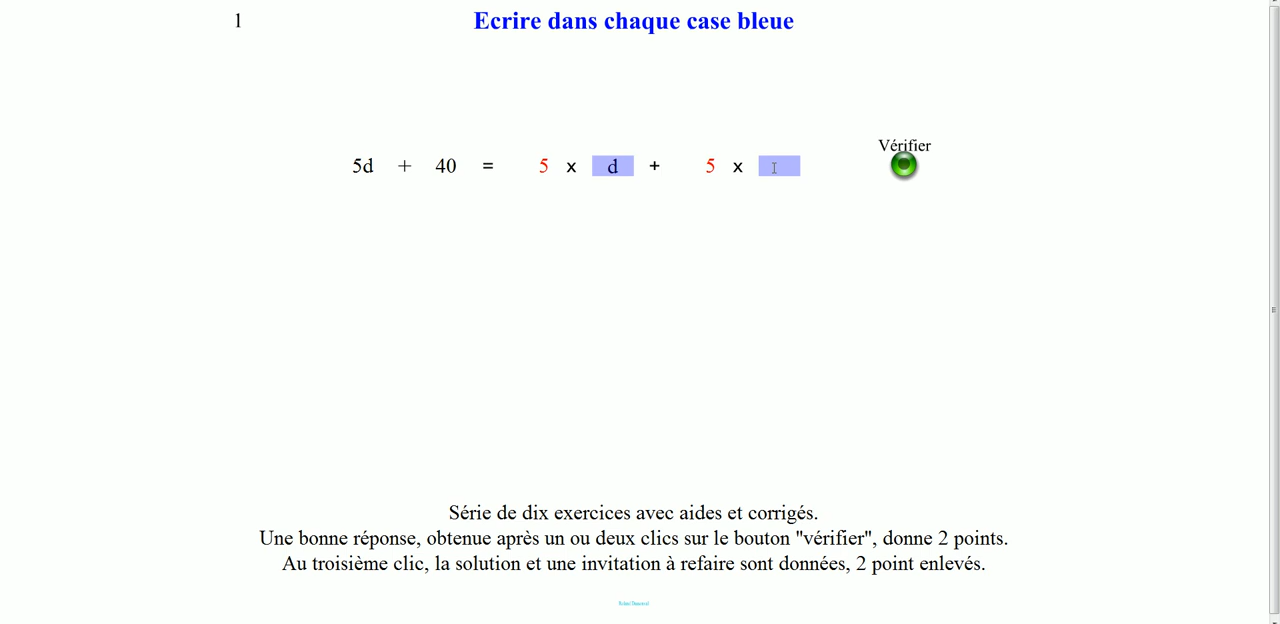 1
Ecrire dans chaque case bleue
Vérifier
5d + 40 = 5 x d + 5 x
Série de dix exercices avec aides et corrigés.
Une bonne réponse, obtenue après un ou deux clics sur le bouton "vérifier", donne 2 points.
Au troisième clic, la solution et une invitation à refaire sont données, 2 point enlevés.